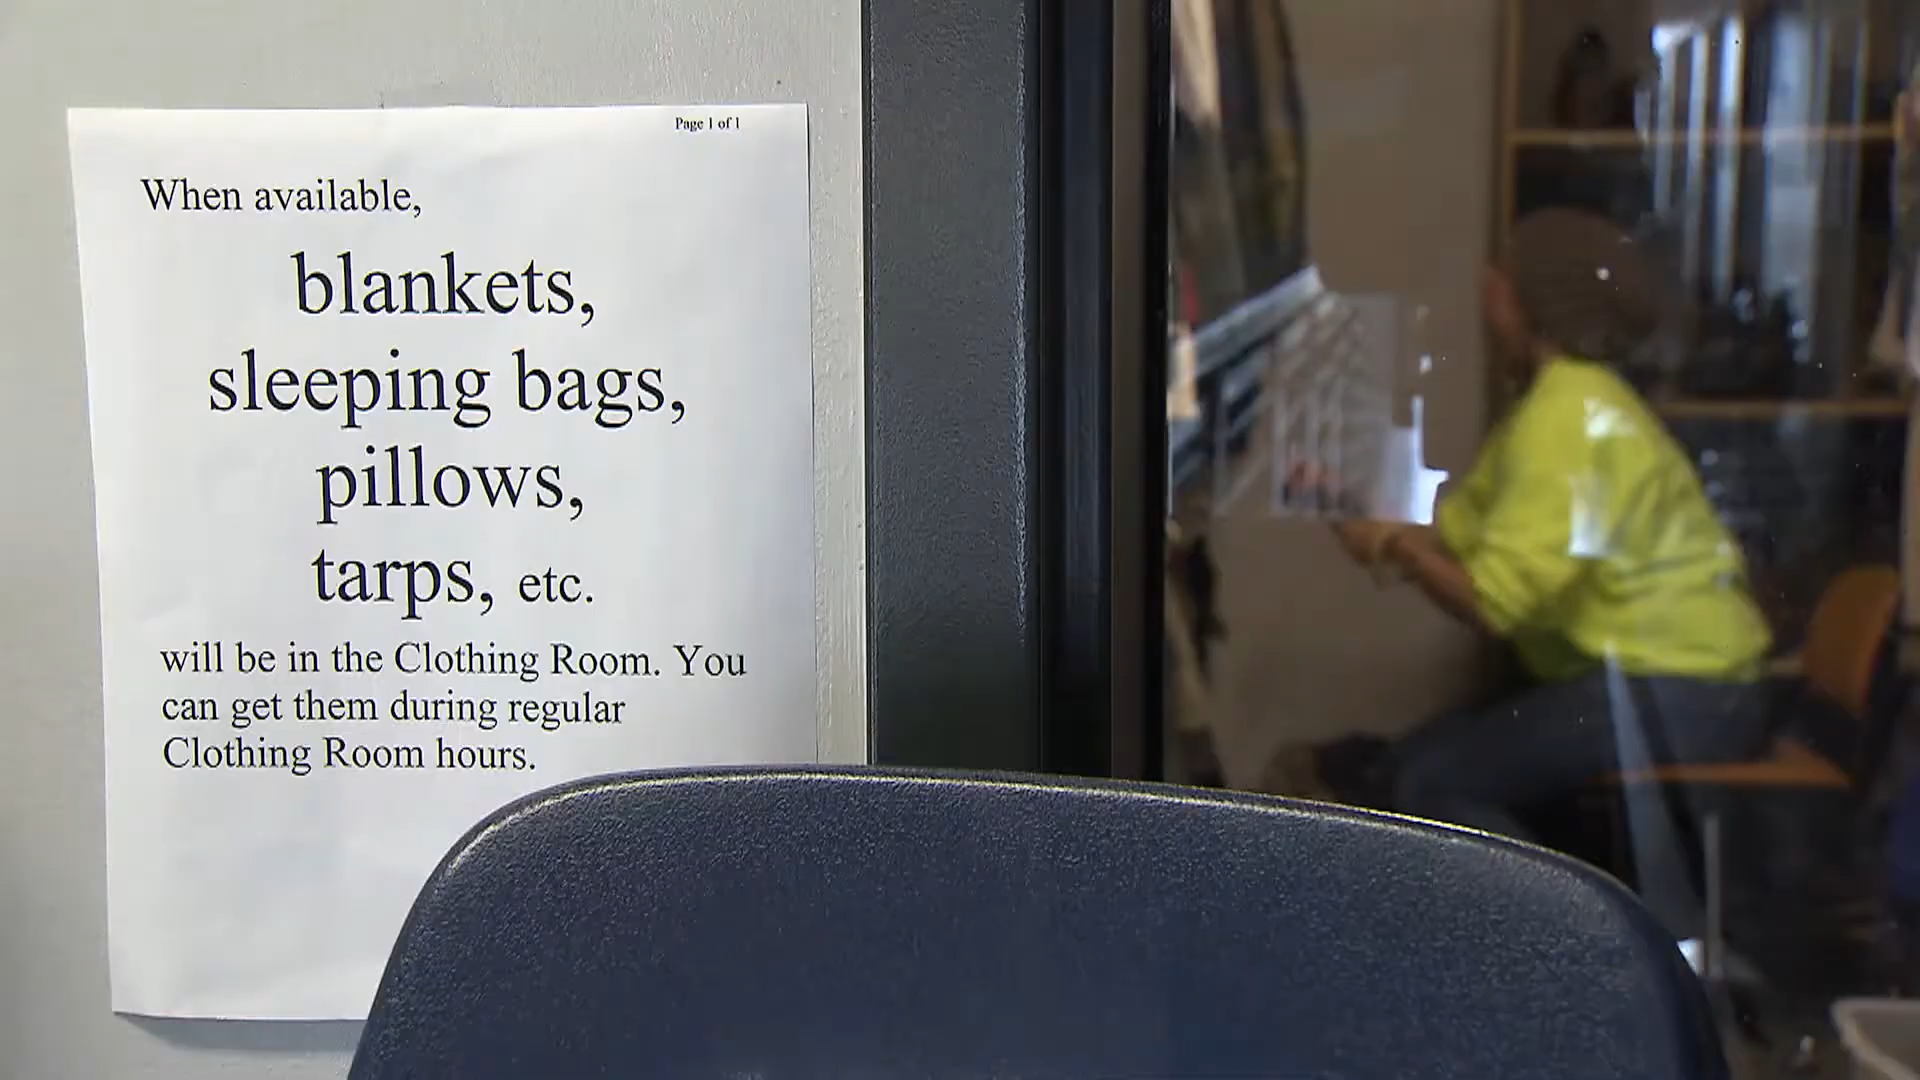 Page 1 of 1
When available,
blankets,
sleeping bags,
pillows,
tarps, etc.
will be in the Clothing Room. You
can get them during regular
Clothing Room hours.